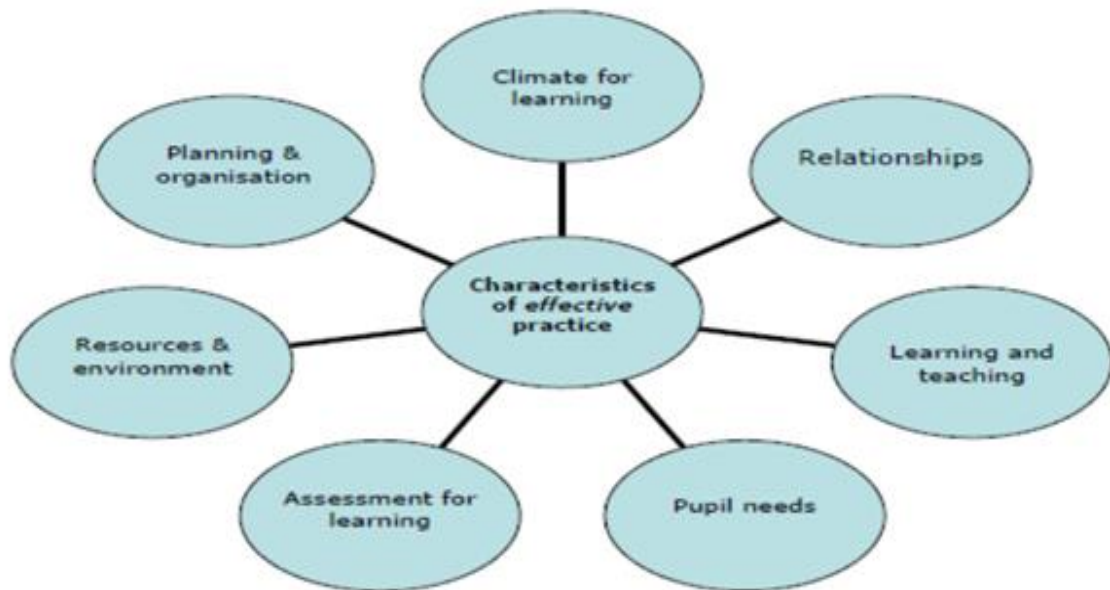 Climate for
learning
Relationships
Learning and
teaching
Pupil needs
Assessment for
learning
Resources &
environment
Planning &
organisation
Characteristics
of effective
practice